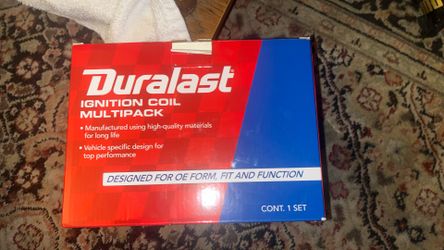 Duralast
IGNITION COIL
MULTIPACK
• Manufactured using high-quality materials
for long life
• Vehicle specific design for
top performance
DESIGNED FOR OE FORM, FIT AND FUNCTION
CONT. 1 SET